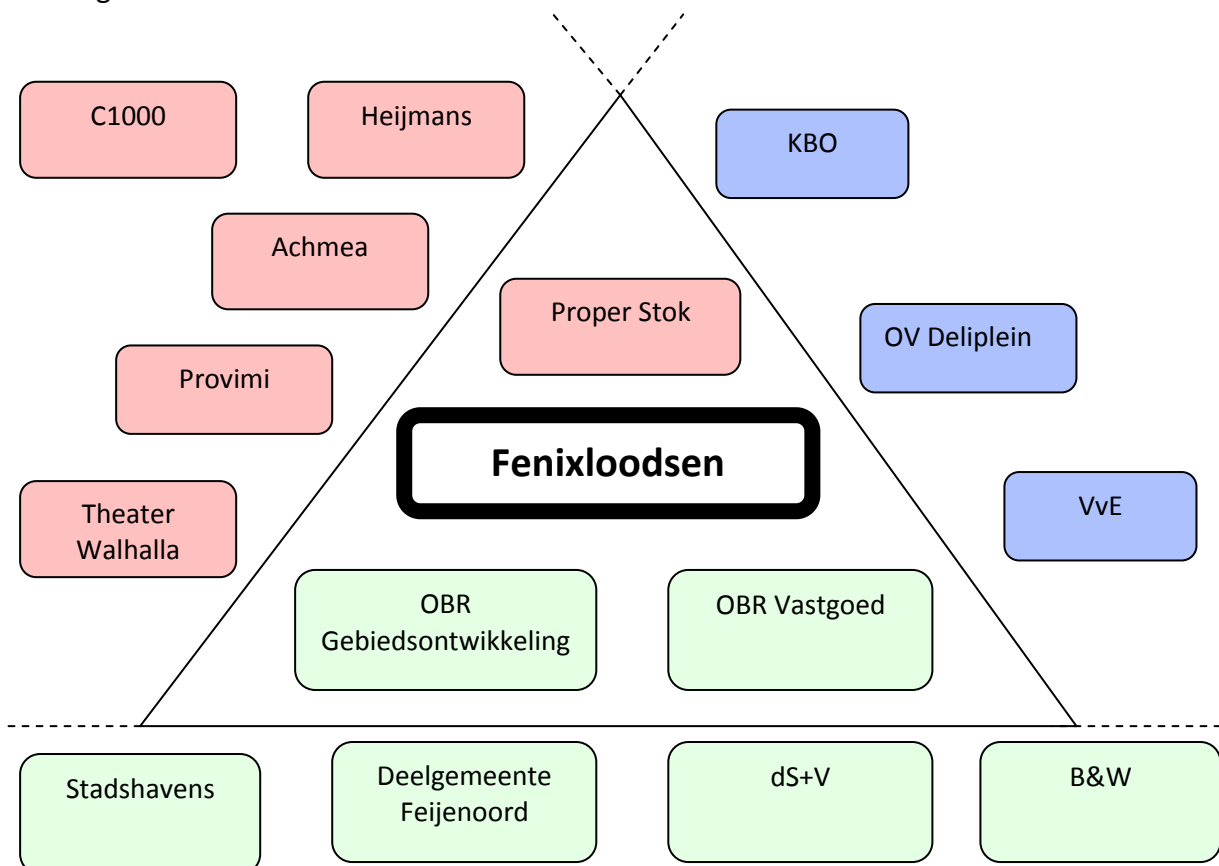 C1000
Heijmans
KBO
Achmea
Proper Stok
OV Deliplein
Provimi
Fenixloodsen
Theater
Walhalla
VvE
OBR
Gebiedsontwikkeling
OBR Vastgoed
Stadshavens
Deelgemeente
Feijenoord
dS+V
B&W